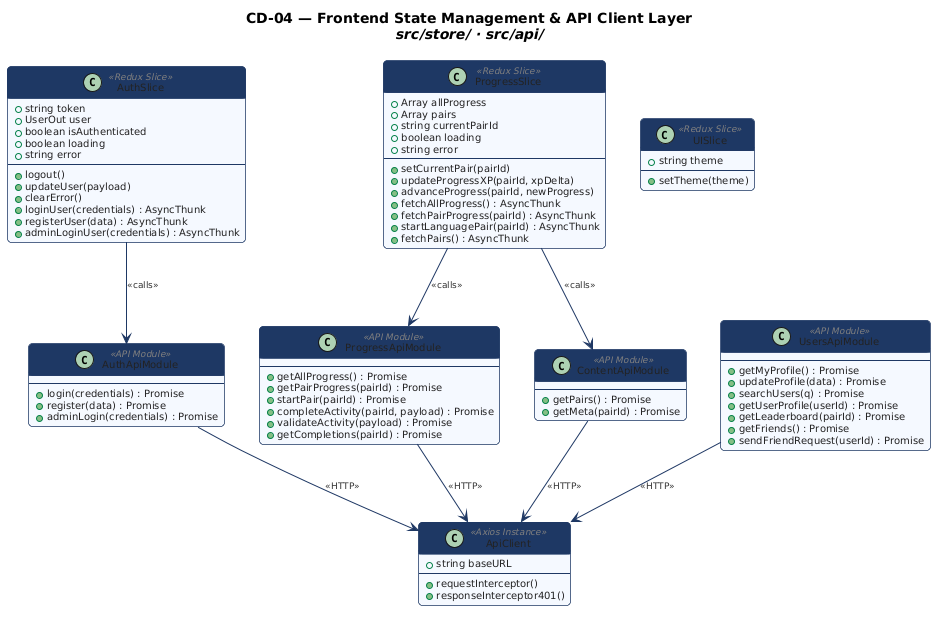 CD-04 — Frontend State Management & API Client Layer
src/store/ · src/api/
C
«Redux Slice»
AuthSlice
string token
UserOut user
boolean isAuthenticated
boolean loading
string error
logout()
updateUser(payload)
clearError()
loginUser(credentials) : AsyncThunk
registerUser(data) : AsyncThunk
adminLoginUser(credentials) : AsyncThunk
C
«Redux Slice»
ProgressSlice
Array allProgress
Array pairs
string currentPairId
boolean loading
string error
setCurrentPair(pairId)
updateProgressXP(pairId, xpDelta)
advanceProgress(pairId, newProgress)
fetchAllProgress() : AsyncThunk
fetchPairProgress(pairId) : AsyncThunk
startLanguagePair(pairId) : AsyncThunk
fetchPairs() : AsyncThunk
C
«Redux Slice»
UiSlice
string theme
setTheme(theme)
«calls»
«calls»
«calls»
C
«API Module»
AuthApiModule
login(credentials) : Promise
register(data) : Promise
adminLogin(credentials) : Promise
C
«API Module»
ProgressApiModule
getAllProgress() : Promise
getPairProgress(pairId) : Promise
startPair(pairId) : Promise
completeActivity(pairId, payload) : Promise
validateActivity(payload) : Promise
getCompletions(pairId) : Promise
C
«API Module»
ContentApiModule
getPairs() : Promise
getMeta(pairId) : Promise
C
«API Module»
UsersApiModule
getMyProfile() : Promise
updateProfile(data) : Promise
searchUsers(q) : Promise
getUserProfile(userId) : Promise
getLeaderboard(pairId) : Promise
getFriends() : Promise
sendFriendRequest(userId) : Promise
«HTTP»
«HTTP»
«HTTP»
«HTTP»
C
«Axios Instance»
ApiClient
string baseURL
requestInterceptor()
responseInterceptor401()